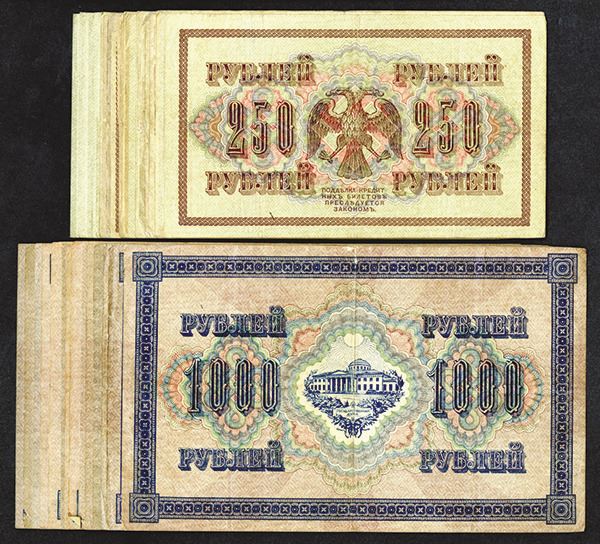 РУБЛЕЙ РУБЛЕЙ
250 250
РУБЛЕЙ РУБЛЕЙ
ПОДДѢЛКА КРЕДИТ
НЫХЪ БИЛЕТОВЪ
ПРЕСЛѢДУЕТСЯ
ЗАКОНОМЪ.
РУБЛЕЙ РУБЛЕЙ
1000 1000
РУБЛЕЙ РУБЛЕЙ